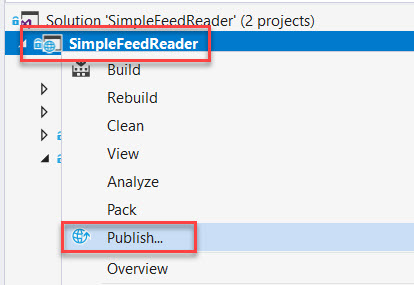 Solution 'SimpleFeedReader' (2 projects)
SimpleFeedReader
Build
Rebuild
Clean
View
Analyze
Pack
Publish...
Overview